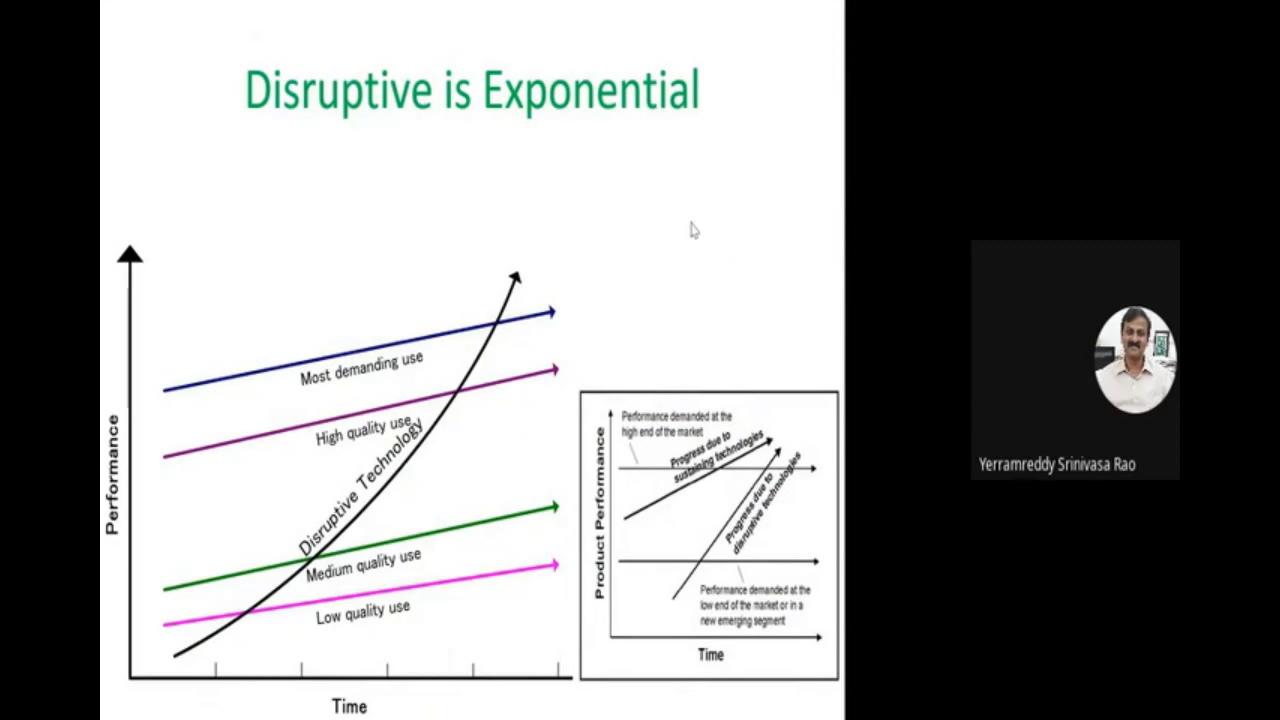 Disruptive is Exponential
Performance
Most demanding use
High quality use
Disruptive Technology
Medium quality use
Low quality use
Time
Product Performance
Performance demanded at the
high end of the market
Progress due to
sustaining technologies
Progress due to
disruptive technologies
Performance demanded at the
low end of the market or in a
new emerging segment
Time
Yerramreddy Srinivasa Rao